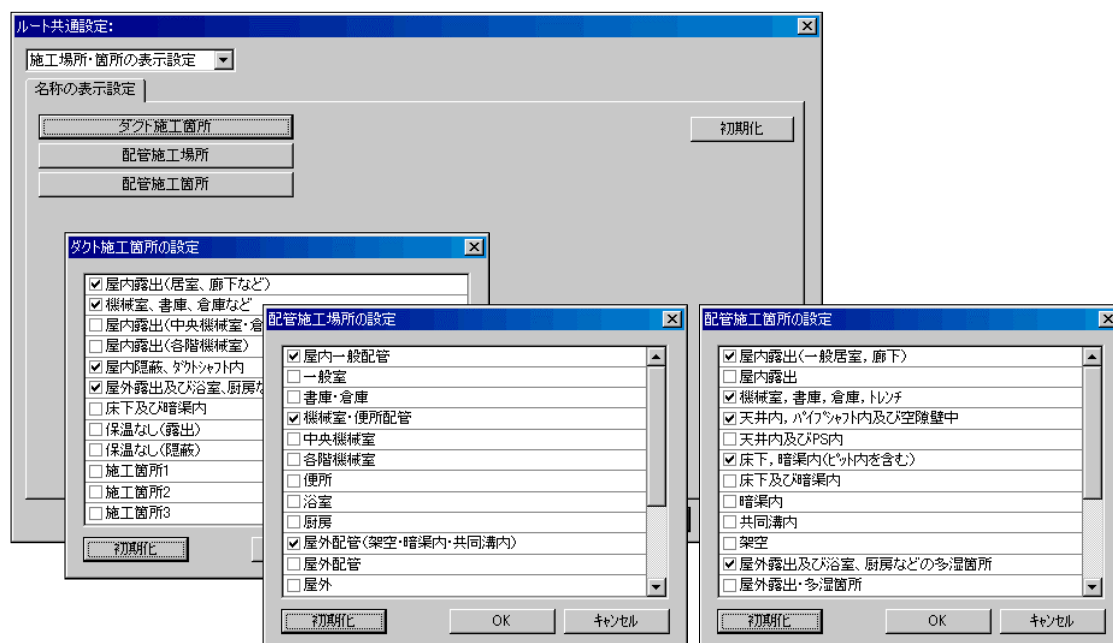 ルート共通設定:
施工場所・箇所の表示設定
名称の表示設定
ダクト施工箇所
初期化
配管施工場所
配管施工箇所
ダクト施工箇所の設定
屋内露出(居室、廊下など)
機械室、書庫、倉庫など
屋内露出(中央機械室・倉
屋内露出(各階機械室)
屋内隠蔽、ダクトシャフト内
屋外露出及び浴室、厨房な
床下及び暗渠内
保温なし(露出)
保温なし(隠蔽)
施工箇所1
施工箇所2
施工箇所3
初期化
配管施工場所の設定
屋内一般配管
一般室
書庫・倉庫
機械室・便所配管
中央機械室
各階機械室
便所
浴室
厨房
屋外配管(架空・暗渠内・共同溝内)
屋外配管
屋外
初期化
OK
キャンセル
配管施工箇所の設定
屋内露出(一般居室,廊下)
屋内露出
機械室,書庫,倉庫,トレンチ
天井内,パイプシャフト内及び空隙壁中
天井内及びPS内
床下,暗渠内(ピット内を含む)
床下及び暗渠内
暗渠内
共同溝内
架空
屋外露出及び浴室、厨房などの多湿箇所
屋外露出・多湿箇所
初期化
OK
キャンセル